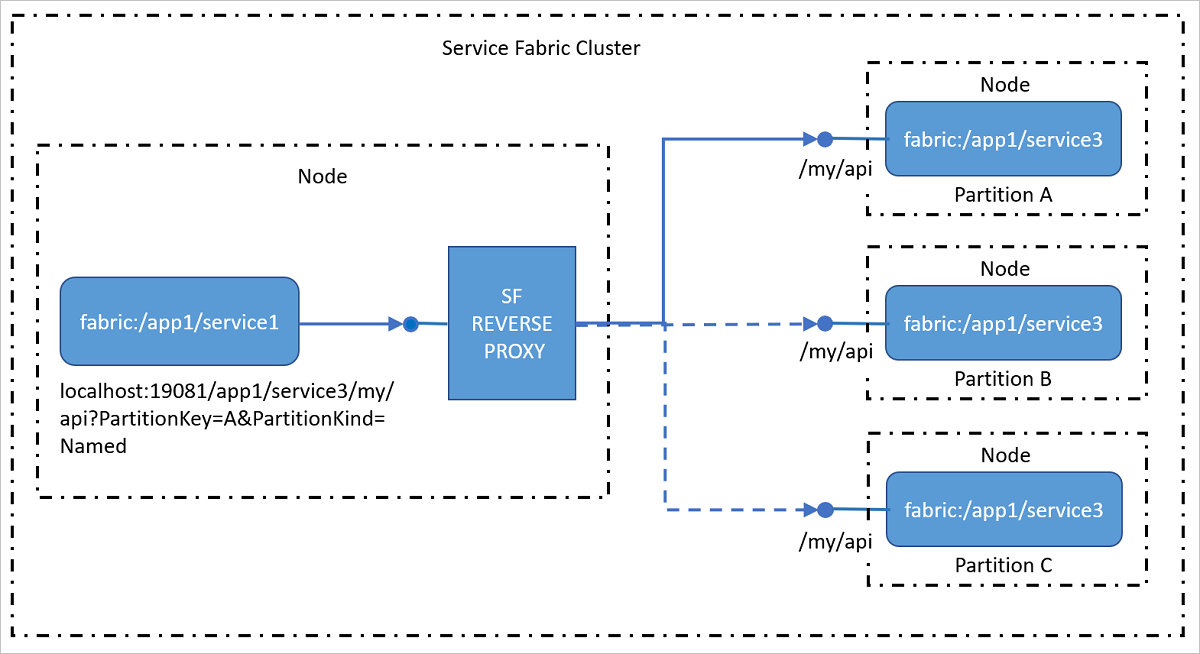 Service Fabric Cluster
Node
fabric:/app1/service1
localhost:19081/app1/service3/my/
api?PartitionKey=A&PartitionKind=
Named
SF
REVERSE
PROXY
/my/api
Node
fabric:/app1/service3
Partition A
/my/api
Node
fabric:/app1/service3
Partition B
/my/api
Node
fabric:/app1/service3
Partition C